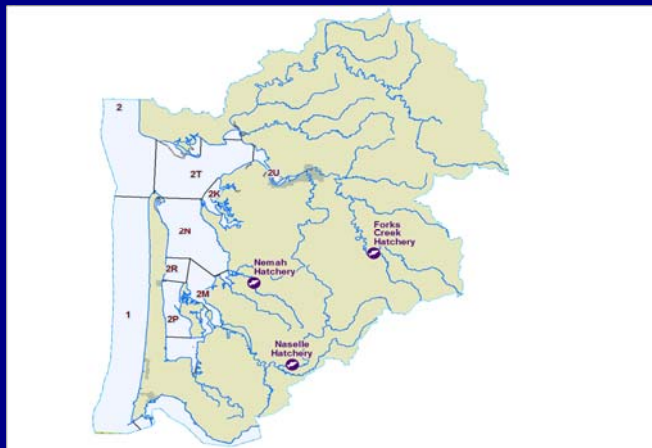 2
2T
2U
2K
2N
Forks
Creek
Hatchery
Nemah
Hatchery
2R
2M
1
2P
Naselle
Hatchery